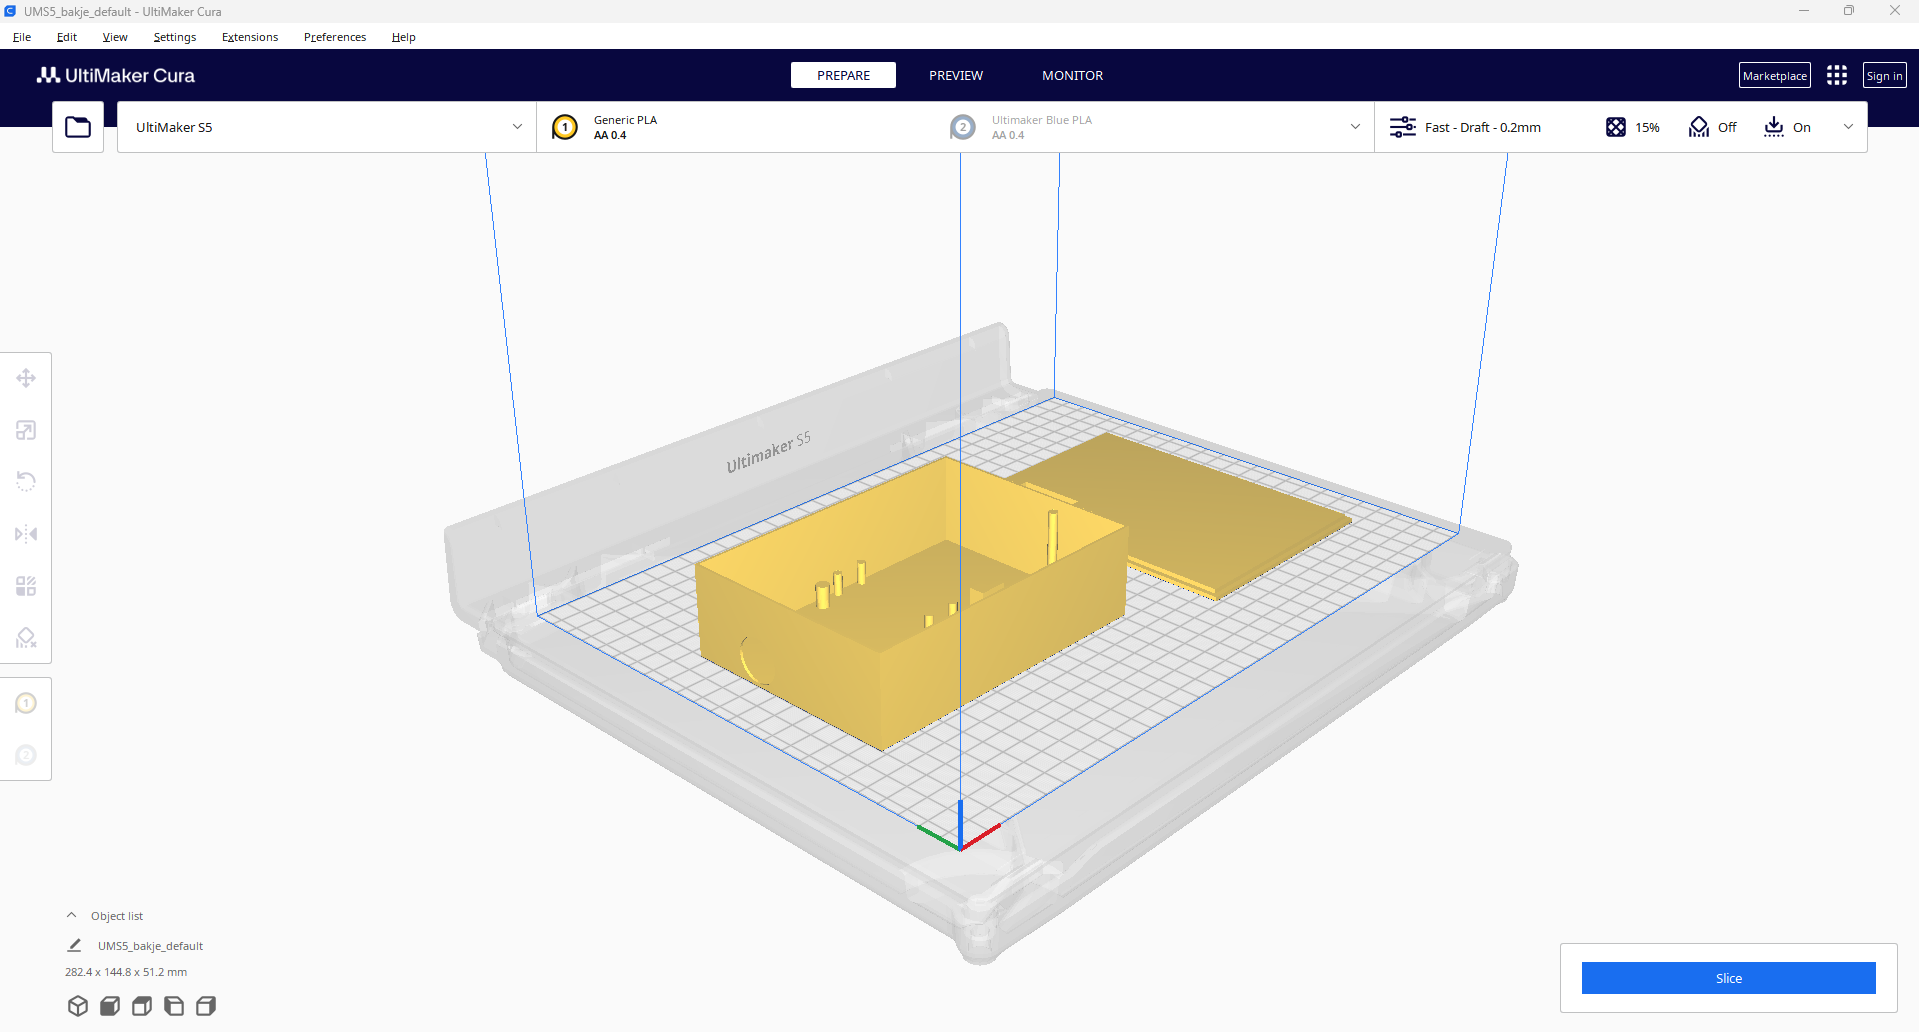 UMS5_bakje_default - UltiMaker Cura
File Edit View Settings Extensions Preferences Help
UltiMaker Cura
PREPARE PREVIEW MONITOR
Marketplace Sign in
UltiMaker S5
1 Generic PLA
AA 0.4
2 Ultimaker Blue PLA
AA 0.4
Fast - Draft - 0.2mm 15% Off On
Ultimaker S5
1
2
Object list
UMS5_bakje_default
282.4 x 144.8 x 51.2 mm
Slice